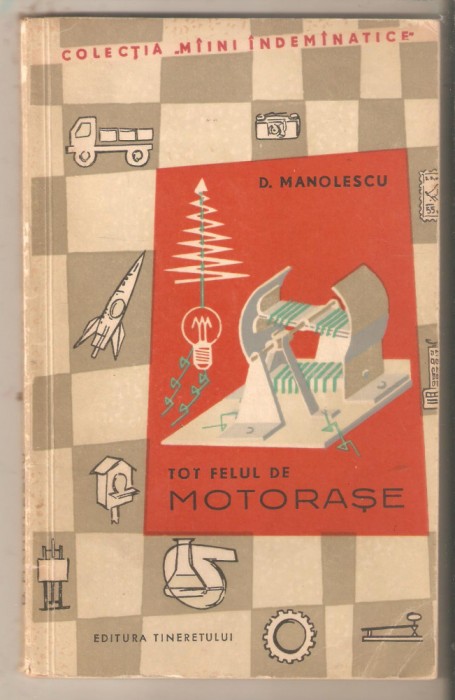 COLECȚIA „MÎINI ÎNDEMÎNATICE"
D. MANOLESCU
TOT FELUL DE
MOTORAȘE
EDITURA TINERETULUI